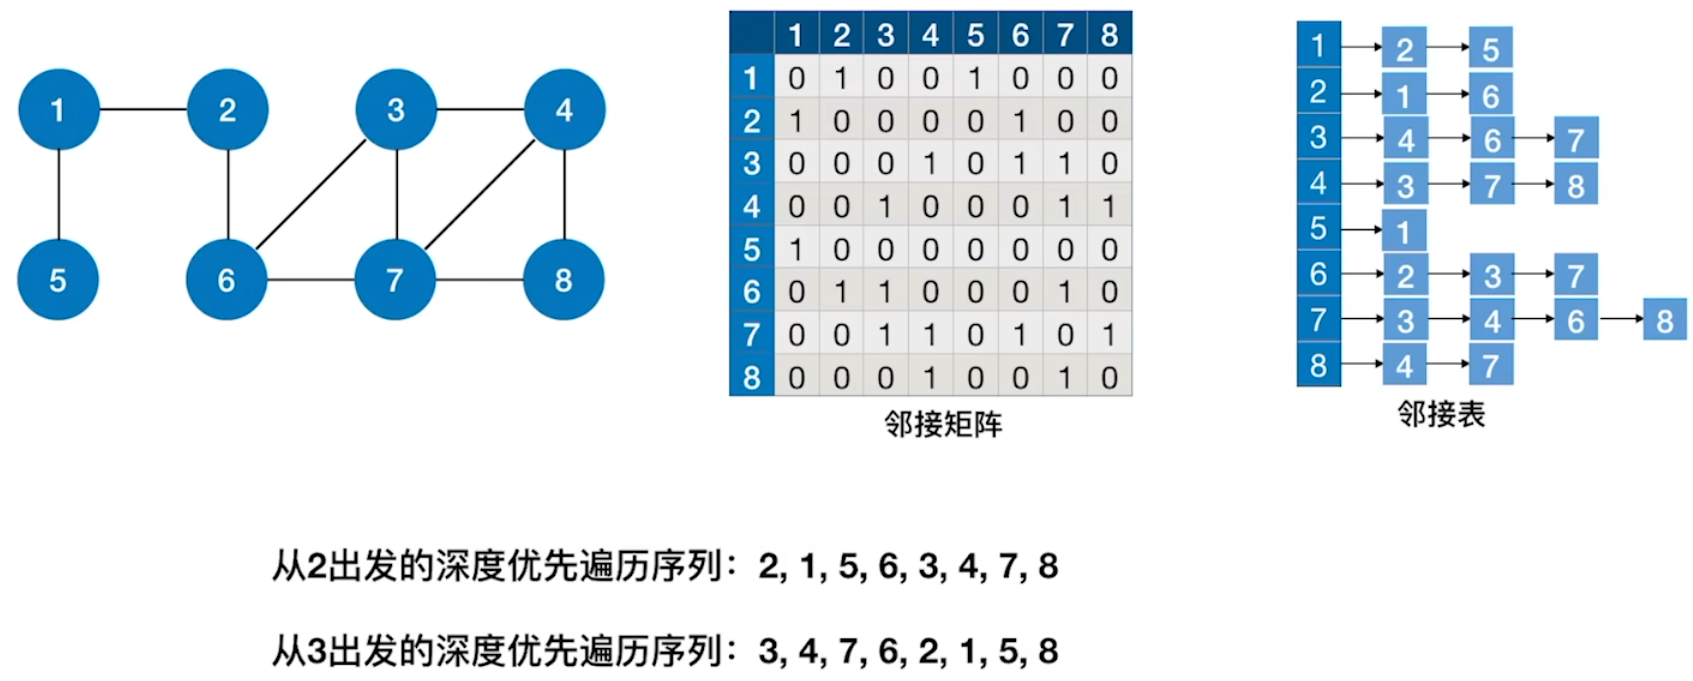 1 2 3 4
5 6 7 8
1 2 3 4 5 6 7 8
1 0 1 0 0 1 0 0 0
2 1 0 0 0 0 1 0 0
3 0 0 0 1 0 1 1 0
4 0 0 1 0 0 0 1 1
5 1 0 0 0 0 0 0 0
6 0 1 1 0 0 0 1 0
7 0 0 1 1 0 1 0 1
8 0 0 0 1 0 0 1 0
邻接矩阵
1 2 5
2 1 6
3 4 6 7
4 3 7 8
5 1
6 2 3 7
7 3 4 6 8
8 4 7
邻接表
从2出发的深度优先遍历序列：2, 1, 5, 6, 3, 4, 7, 8
从3出发的深度优先遍历序列：3, 4, 7, 6, 2, 1, 5, 8